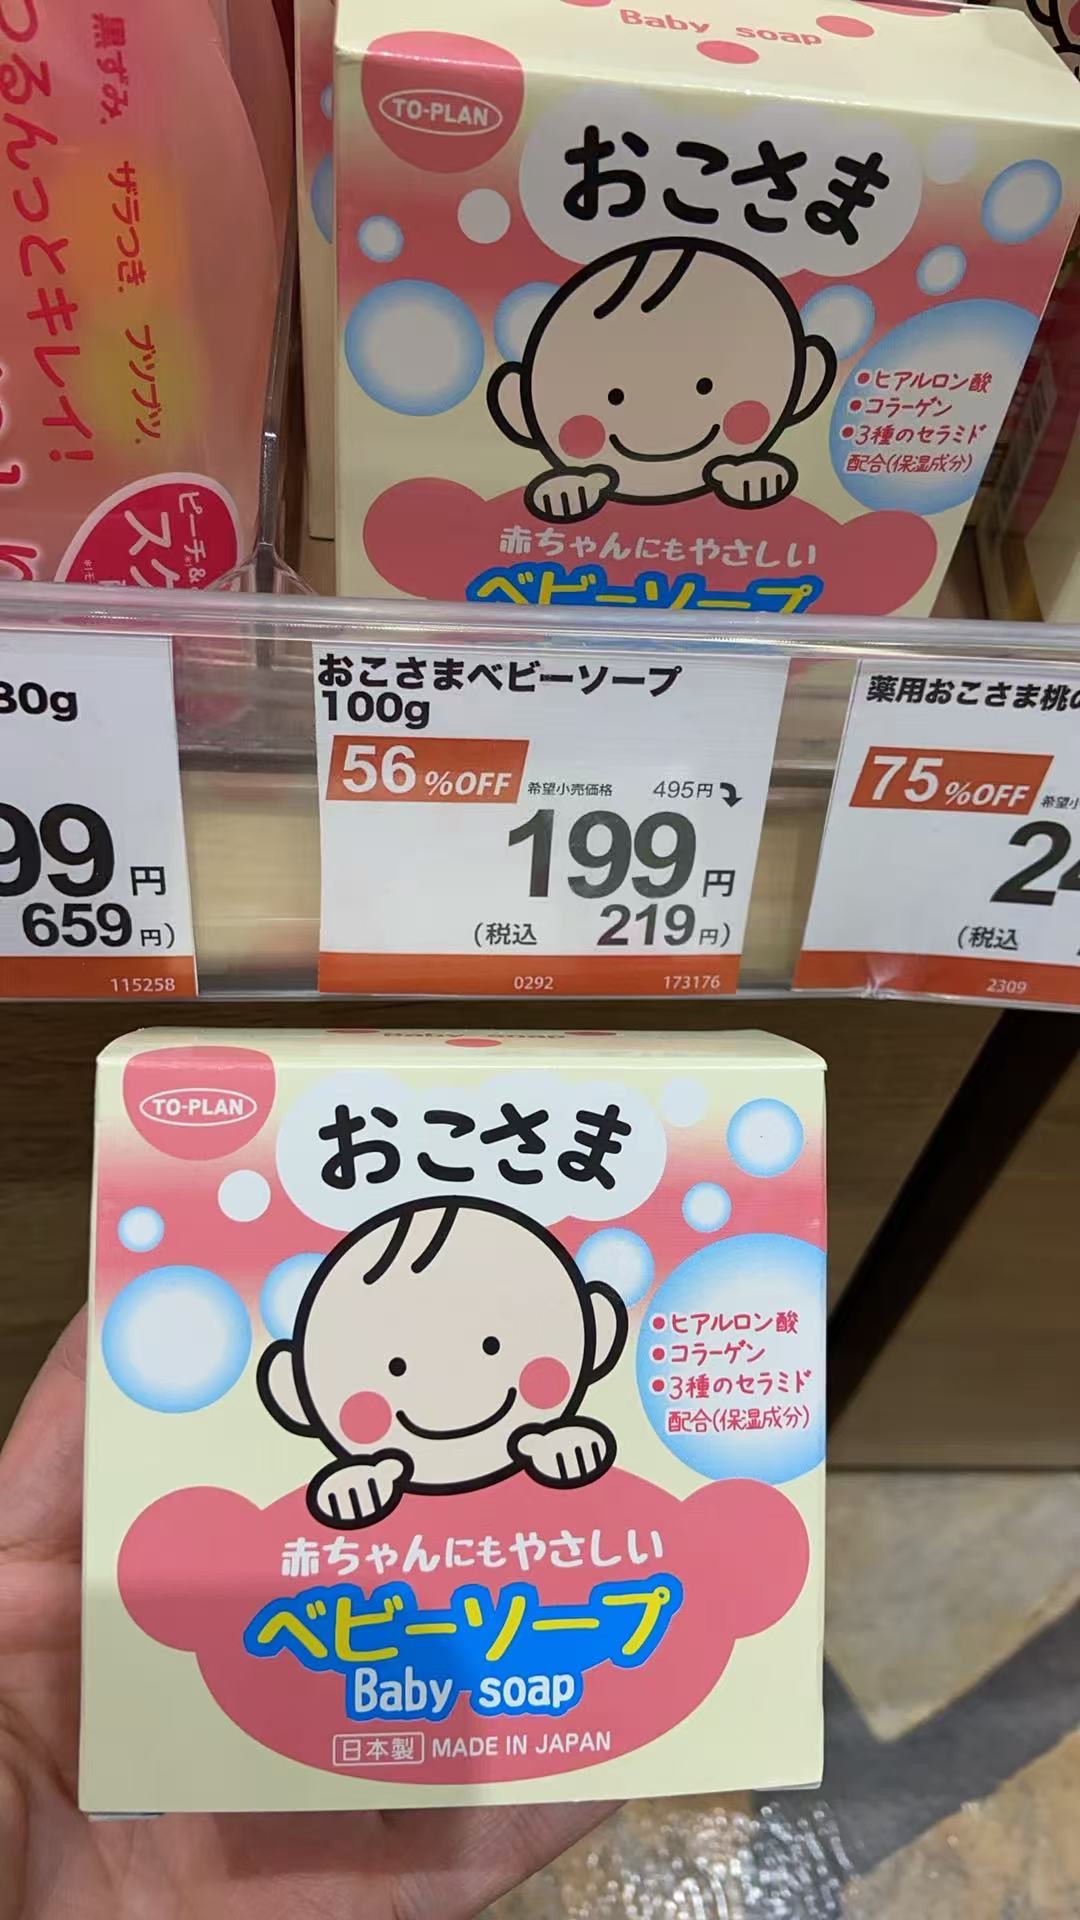 黒ずみ、ザラつき、ブツブツ、
つるんっとキレイ!
ピーチ&
Baby soap
TO-PLAN
おこさま
•ヒアルロン酸
•コラーゲン
•3種のセラミド
配合(保湿成分)
赤ちゃんにもやさしい
ベビーソープ
80g
99円
659円)
115258
おこさまベビーソープ
100g
56%OFF 希望小売価格 495円
199円
(税込 219円)
0292 173176
薬用おこさま桃の
75%OFF
24
(税込
2309
Baby soap
TO-PLAN
おこさま
•ヒアルロン酸
•コラーゲン
•3種のセラミド
配合(保湿成分)
赤ちゃんにもやさしい
ベビーソープ
Baby soap
日本製 MADE IN JAPAN